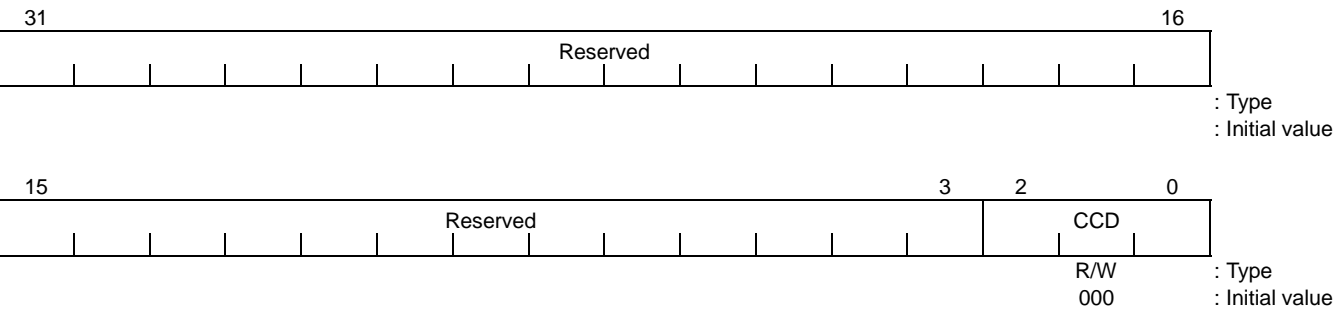 31 16
Reserved
: Type
: Initial value
15 3 2 0
Reserved CCD
R/W : Type
000 : Initial value